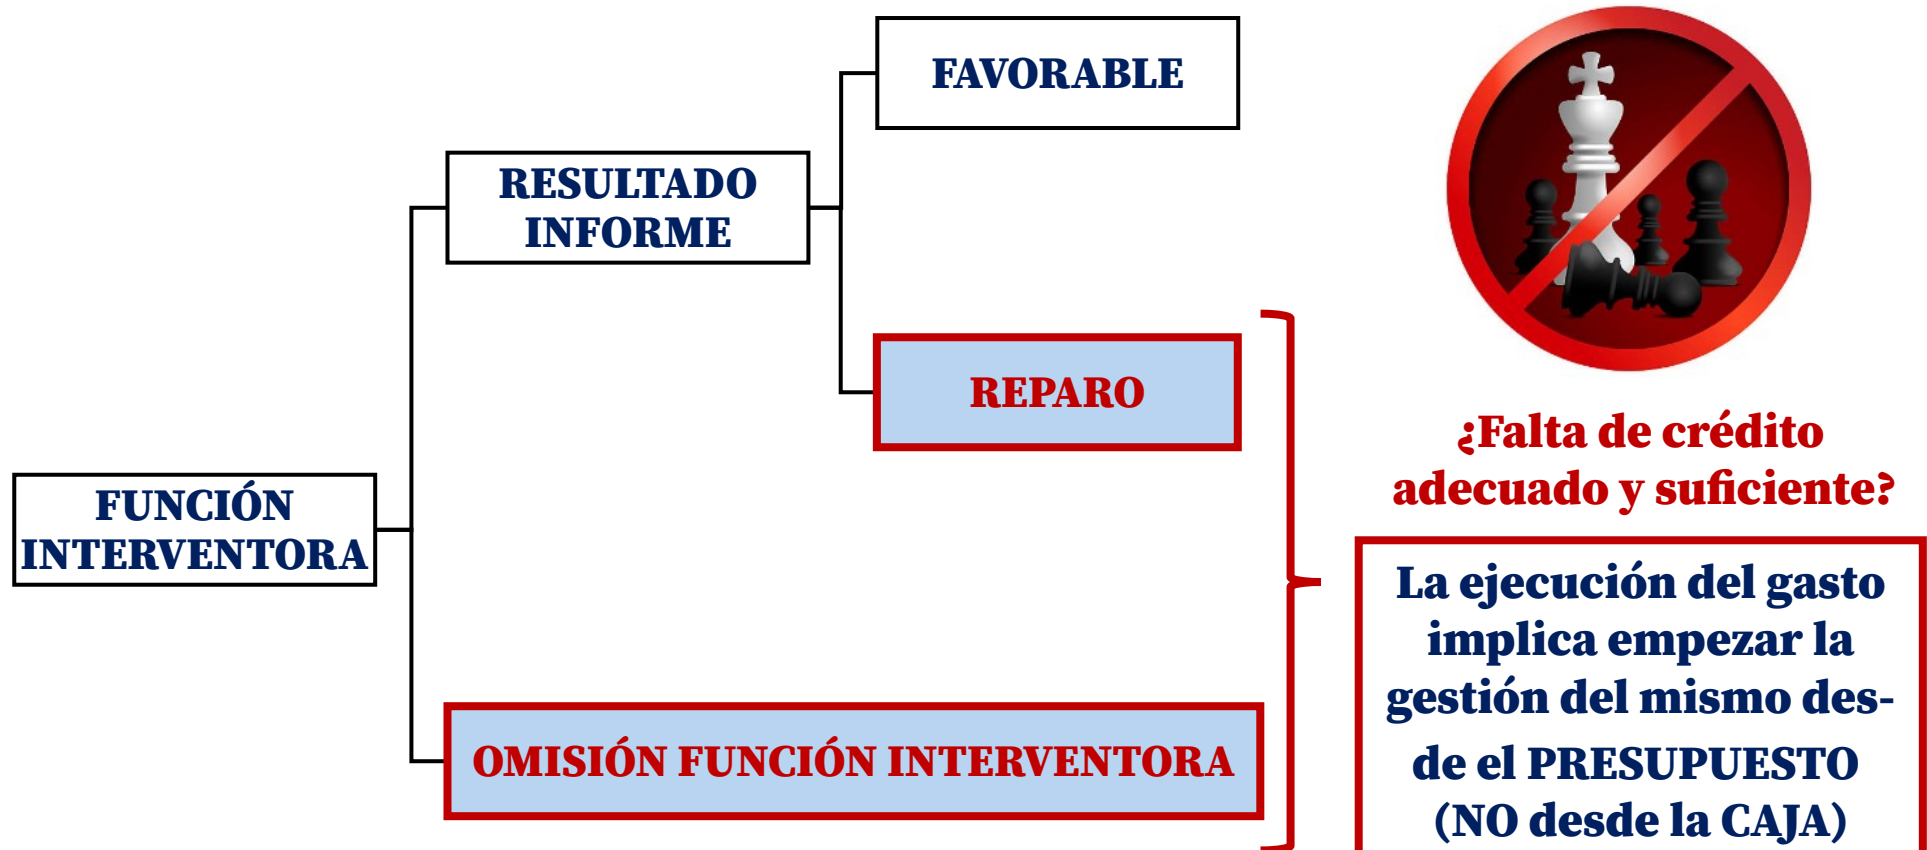 FAVORABLE
RESULTADO
INFORME
REPARO
FUNCIÓN
INTERVENTORA
OMISIÓN FUNCIÓN INTERVENTORA
¿Falta de crédito
adecuado y suficiente?
La ejecución del gasto
implica empezar la
gestión del mismo des-
de el PRESUPUESTO
(NO desde la CAJA)